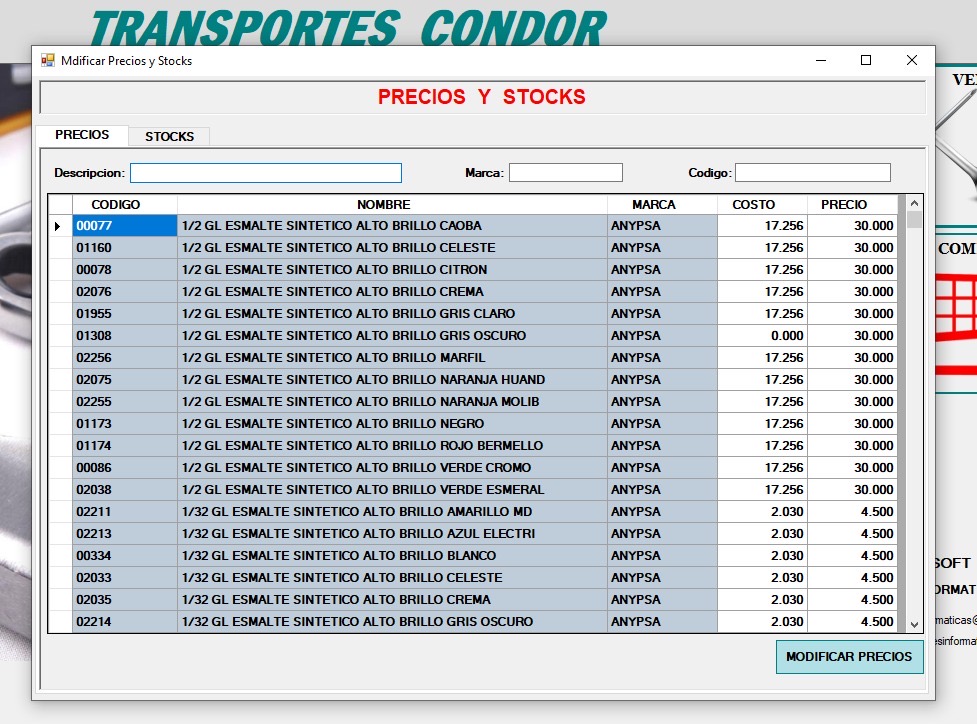 TRANSPORTES CONDOR
Mdificar Precios y Stocks
PRECIOS Y STOCKS
PRECIOS STOCKS
Descripcion: Marca: Codigo:
CODIGO NOMBRE MARCA COSTO PRECIO
00077 1/2 GL ESMALTE SINTETICO ALTO BRILLO CAOBA ANYPSA 17.256 30.000
01160 1/2 GL ESMALTE SINTETICO ALTO BRILLO CELESTE ANYPSA 17.256 30.000
00078 1/2 GL ESMALTE SINTETICO ALTO BRILLO CITRON ANYPSA 17.256 30.000
02076 1/2 GL ESMALTE SINTETICO ALTO BRILLO CREMA ANYPSA 17.256 30.000
01955 1/2 GL ESMALTE SINTETICO ALTO BRILLO GRIS CLARO ANYPSA 17.256 30.000
01308 1/2 GL ESMALTE SINTETICO ALTO BRILLO GRIS OSCURO ANYPSA 0.000 30.000
02256 1/2 GL ESMALTE SINTETICO ALTO BRILLO MARFIL ANYPSA 17.256 30.000
02075 1/2 GL ESMALTE SINTETICO ALTO BRILLO NARANJA HUAND ANYPSA 17.256 30.000
02255 1/2 GL ESMALTE SINTETICO ALTO BRILLO NARANJA MOLIB ANYPSA 17.256 30.000
01173 1/2 GL ESMALTE SINTETICO ALTO BRILLO NEGRO ANYPSA 17.256 30.000
01174 1/2 GL ESMALTE SINTETICO ALTO BRILLO ROJO BERMELLO ANYPSA 17.256 30.000
00086 1/2 GL ESMALTE SINTETICO ALTO BRILLO VERDE CROMO ANYPSA 17.256 30.000
02038 1/2 GL ESMALTE SINTETICO ALTO BRILLO VERDE ESMERAL ANYPSA 17.256 30.000
02211 1/32 GL ESMALTE SINTETICO ALTO BRILLO AMARILLO MD ANYPSA 2.030 4.500
02213 1/32 GL ESMALTE SINTETICO ALTO BRILLO AZUL ELECTRI ANYPSA 2.030 4.500
00334 1/32 GL ESMALTE SINTETICO ALTO BRILLO BLANCO ANYPSA 2.030 4.500
02033 1/32 GL ESMALTE SINTETICO ALTO BRILLO CELESTE ANYPSA 2.030 4.500
02035 1/32 GL ESMALTE SINTETICO ALTO BRILLO CREMA ANYPSA 2.030 4.500
02214 1/32 GL ESMALTE SINTETICO ALTO BRILLO GRIS OSCURO ANYPSA 2.030 4.500
MODIFICAR PRECIOS
VE
COM
SOFT
ORMAT
maticas@
esinformat